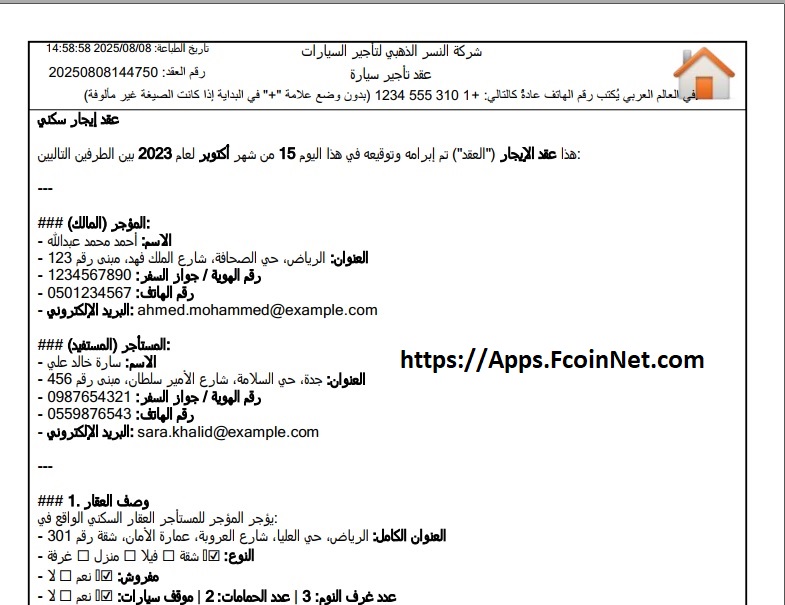 تاريخ الطباعة: 2025/08/08 14:58:58
شركة النسر الذهبي لتأجير السيارات
رقم العقد: 20250808144750
عقد تأجير سيارة
في العالم العربي يُكتب رقم الهاتف عادةً كالتالي: +1 310 555 1234 (بدون وضع علامة "+" في البداية إذا كانت الصيغة غير مألوفة)
عقد إيجار سكني
هذا عقد الإيجار ("العقد") تم إبرامه وتوقيعه في هذا اليوم 15 من شهر أكتوبر لعام 2023 بين الطرفين التاليين:
---
### المؤجر (المالك):
- الاسم: أحمد محمد عبدالله
- العنوان: الرياض، حي الصحافة، شارع الملك فهد، مبنى رقم 123
- رقم الهوية / جواز السفر: 1234567890
- رقم الهاتف: 0501234567
- البريد الإلكتروني: ahmed.mohammed@example.com
### المستأجر (المستفيد):
- الاسم: سارة خالد علي
https://Apps.FcoinNet.com
- العنوان: جدة، حي السلامة، شارع الأمير سلطان، مبنى رقم 456
- رقم الهوية / جواز السفر: 0987654321
- رقم الهاتف: 0559876543
- البريد الإلكتروني: sara.khalid@example.com
---
### 1. وصف العقار
يؤجر المؤجر للمستأجر العقار السكني الواقع في:
- العنوان الكامل: الرياض، حي العليا، شارع العروبة، عمارة الأمان، شقة رقم 301
- النوع: ☑ شقة ☐ فيلا ☐ منزل ☐ غرفة
- مفروش: ☑ نعم ☐ لا
- عدد غرف النوم: 3 | عدد الحمامات: 2 | موقف سيارات: ☑ نعم ☐ لا